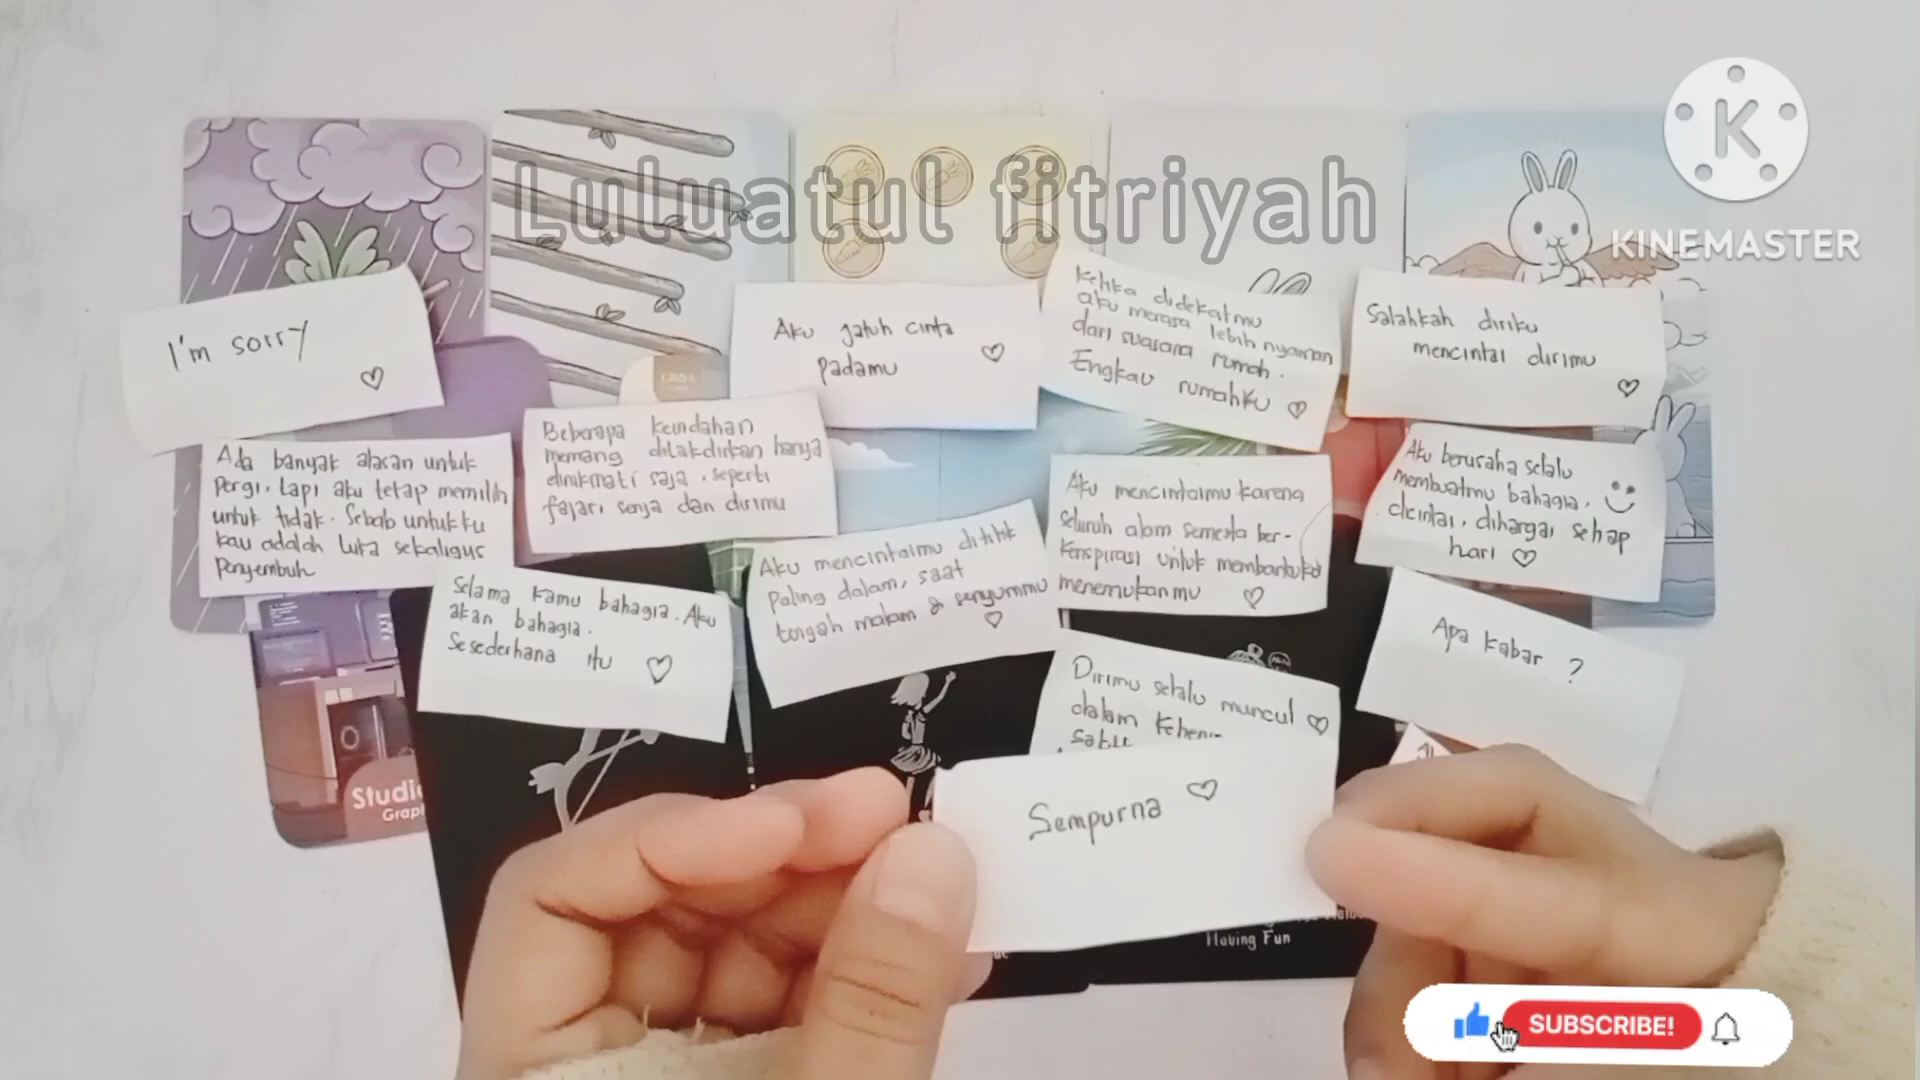 Luluatul fitriyah
KINEMASTER
I'm sorry
Aku jatuh cinta
padamu
Ketika didekatmu
aku merasa lebih nyaman
dari suasana rumah.
Engkau rumahku
Salahkah diriku
mencintai dirimu
Ada banyak alasan untuk
pergi, tapi aku tetap memilih
untuk tidak. Sebab untukku
kau adalah luka sekaligus
Penyembuh
Beberapa keindahan
memang ditakdirkan hanya
dinikmati saja, seperti
fajar, senja dan dirimu
Aku mencintaimu karena
seluruh alam semesta ber-
konspirasi untuk membantuku
menemukanmu
Aku berusaha selalu
membuatmu bahagia,
dicintai, dihargai setiap
hari
Selama kamu bahagia. Aku
akan bahagia.
Sesederhana itu
Aku mencintaimu dititik
paling dalam, saat
tengah malam & senyummu
Dirimu selalu muncul
dalam
Apa kabar ?
Sempurna
Studi
Grap
Having Fun
SUBSCRIBE!